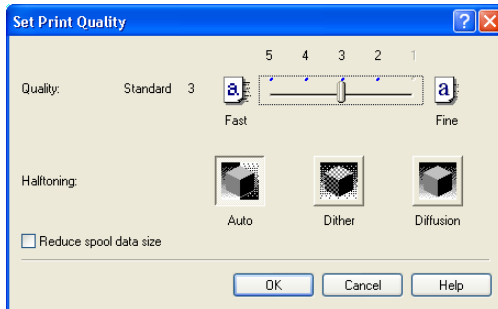 Set Print Quality
5 4 3 2 1
Quality: Standard 3
a a
Fast Fine
Halftoning:
Auto Dither Diffusion
Reduce spool data size
OK Cancel Help